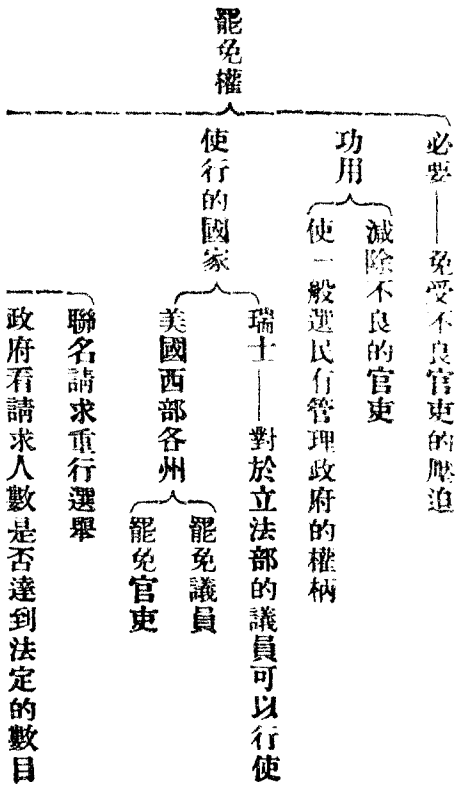 罷免權
必要——免受不良官吏的壓迫
功用
減除不良的官吏
使一般選民有管理政府的權柄
使行的國家
瑞士——對於立法部的議員可以行使
美國西部各州
罷免議員
罷免官吏
聯名請求重行選舉
政府看請求人數是否達到法定的數目